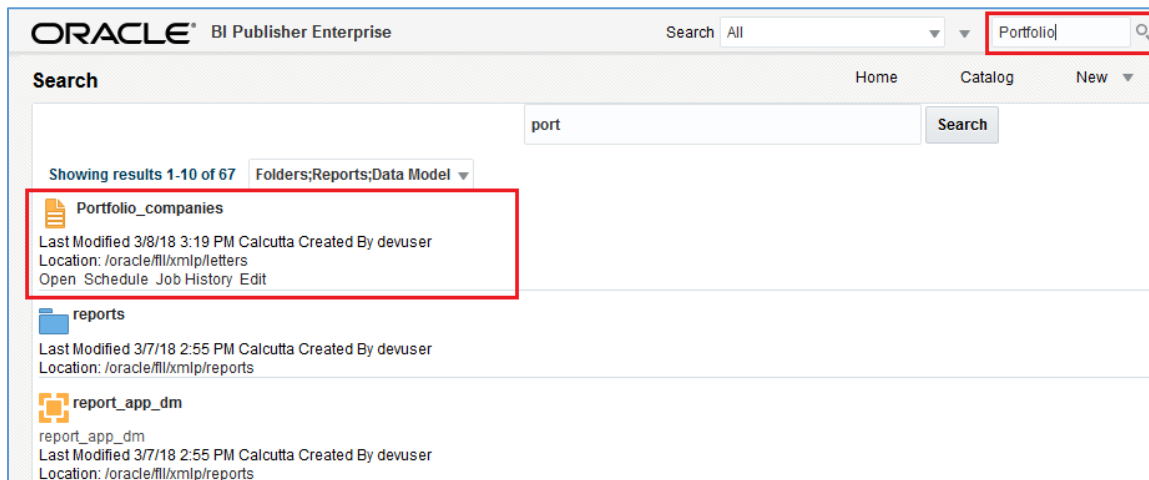 ORACLE® BI Publisher Enterprise Search All Portfolio
Search Home Catalog New
port Search
Showing results 1-10 of 67 Folders;Reports;Data Model
Portfolio_companies
Last Modified 3/8/18 3:19 PM Calcutta Created By devuser
Location: /oracle/fll/xmlp/letters
Open Schedule Job History Edit
reports
Last Modified 3/7/18 2:55 PM Calcutta Created By devuser
Location: /oracle/fll/xmlp/reports
report_app_dm
report_app_dm
Last Modified 3/7/18 2:55 PM Calcutta Created By devuser
Location: /oracle/fll/xmlp/reports